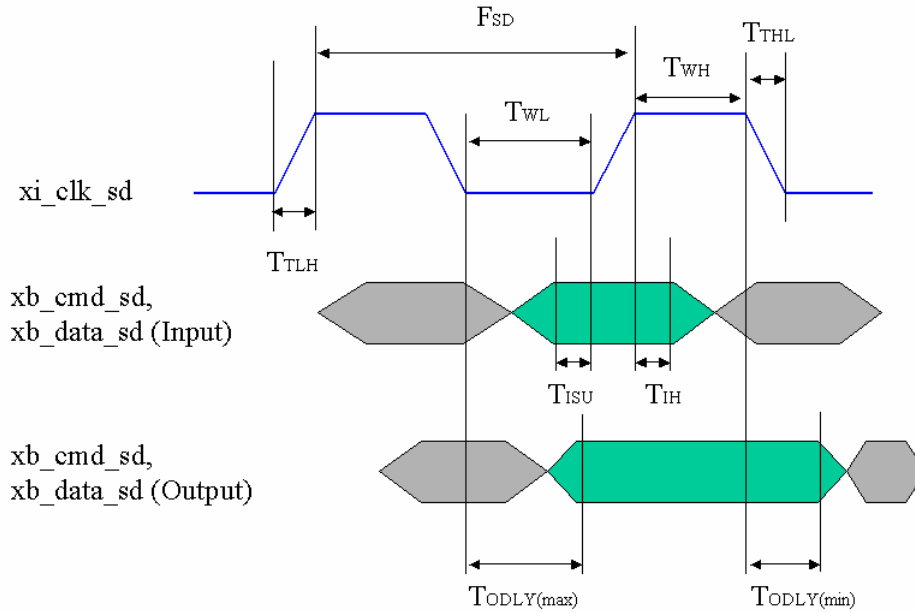 FSD
TTHL
TWH
TWL
xi_clk_sd
TTLH
xb_cmd_sd,
xb_data_sd (Input)
TISU
TIH
xb_cmd_sd,
xb_data_sd (Output)
TODLY(max)
TODLY(min)